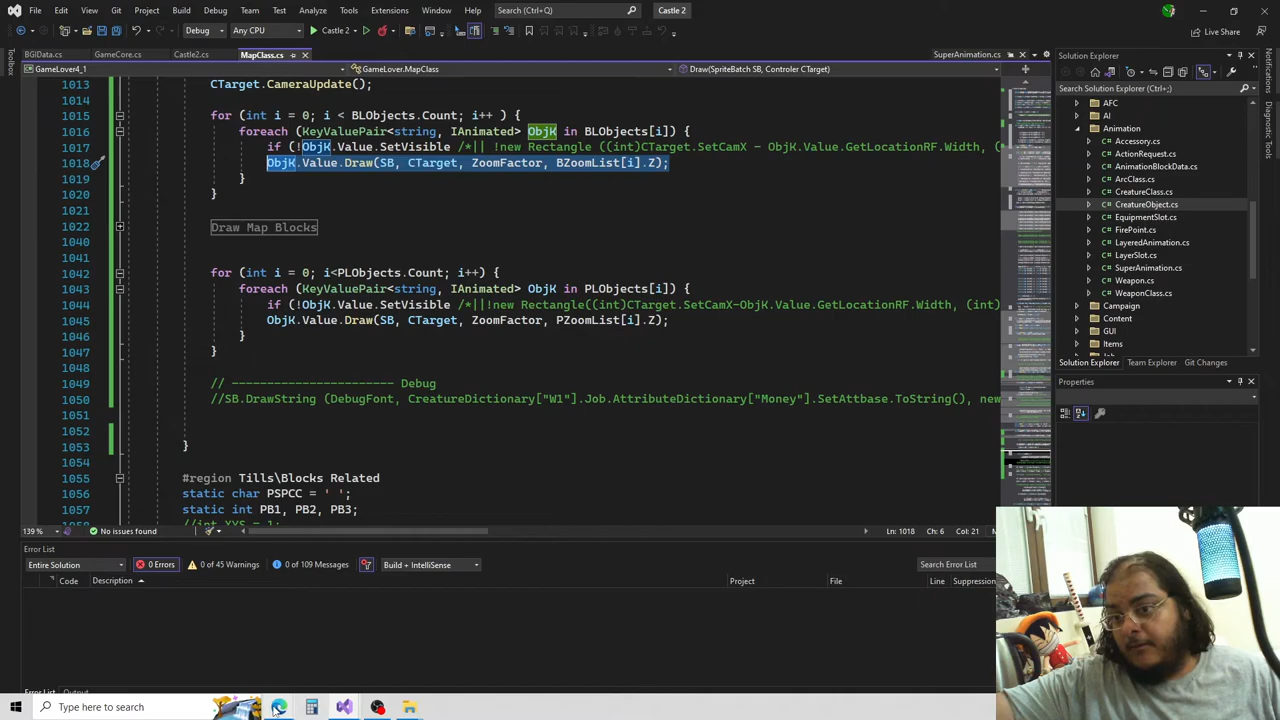 File Edit View Git Project Build Debug Team Test Analyze Tools Extensions Window Help Search (Ctrl+Q) Castle 2
Debug Any CPU Castle 2 Live Share
BGIData.cs GameCore.cs Castle2.cs MapClass.cs SuperAnimation.cs
GameLover4_1 GameLover.MapClass Draw(SpriteBatch SB, Controler CTarget)
1013 CTarget.CameraUpdate();
1014
1015 for (int i = 0; i < BLObjects.Count; i++) {
1016 foreach (KeyValuePair<string, IAnimated> ObjK in BLObjects[i]) {
1017 if (!ObjK.Value.SetVisible /*||!new Rectangle((int)CTarget.SetCamX - ObjK.Value.GetLocationRF.Width, (
1018 ObjK.Value.Draw(SB, CTarget, ZoomFactor, BZoomList[i].Z);
1019 }
1020 }
1021
1022 Draw Map Blocks
1040
1041
1042 for (int i = 0; i < PLObjects.Count; i++) {
1043 foreach (KeyValuePair<string, IAnimated> ObjK in PLObjects[i]) {
1044 if (!ObjK.Value.SetVisible /*||!new Rectangle((int)CTarget.SetCamX-ObjK.Value.GetLocationRF.Width, (int)
1045 ObjK.Value.Draw(SB, CTarget, ZoomFactor, PZoomList[i].Z);
1046 }
1047 }
1048
1049 // ----------------------- Debug
1050 //SB.DrawString(DebugFont, CreatureDictionary["W1"].Job.AttributeDictionary["Money"].SetAttbase.ToString(), new
1051
1052
1053 }
1054
1055 #region Tils\Blocks Related
1056 static char PSPCC = ' ';
1057 static int PB1, PB2;
//int XYS = 1;
139 % No issues found Ln: 1018 Ch: 6 Col: 21
Error List
Entire Solution 0 Errors 0 of 45 Warnings 0 of 109 Messages Build + IntelliSense Search Error List
Code Description Project File Line Suppression
Error List Output
Toolbox
Solution Explorer
Search Solution Explorer (Ctrl+;)
AFC
AI
Animation
Accessory.cs
ActionRequest.cs
ArcClass.cs
CreatureClass.cs
CreatureObject.cs
EquipmentSlot.cs
FirePoint.cs
LayeredAnimation.cs
LayerSlot.cs
SuperAnimation.cs
Weapon.cs
WeaponClass.cs
Campaign
Content
GUI
Items
Solution Explorer Team Explorer Git Changes
Properties
Notifications
Diagnostic Tools
Type here to search